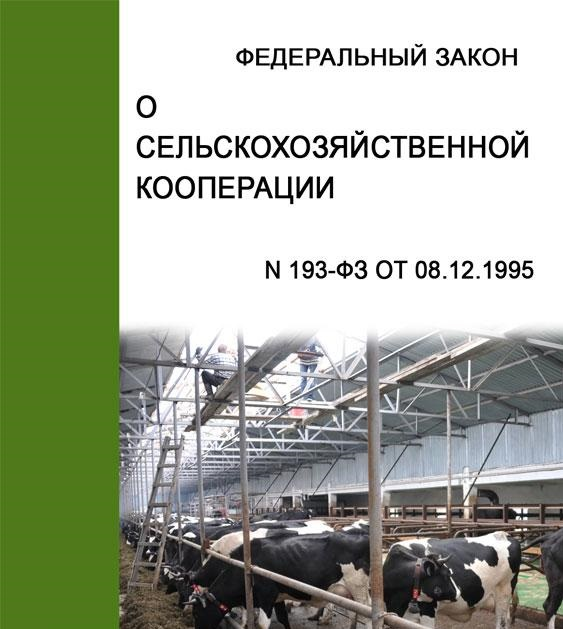 ФЕДЕРАЛЬНЫЙ ЗАКОН
О
СЕЛЬСКОХОЗЯЙСТВЕННОЙ
КООПЕРАЦИИ
N 193-ФЗ ОТ 08.12.1995